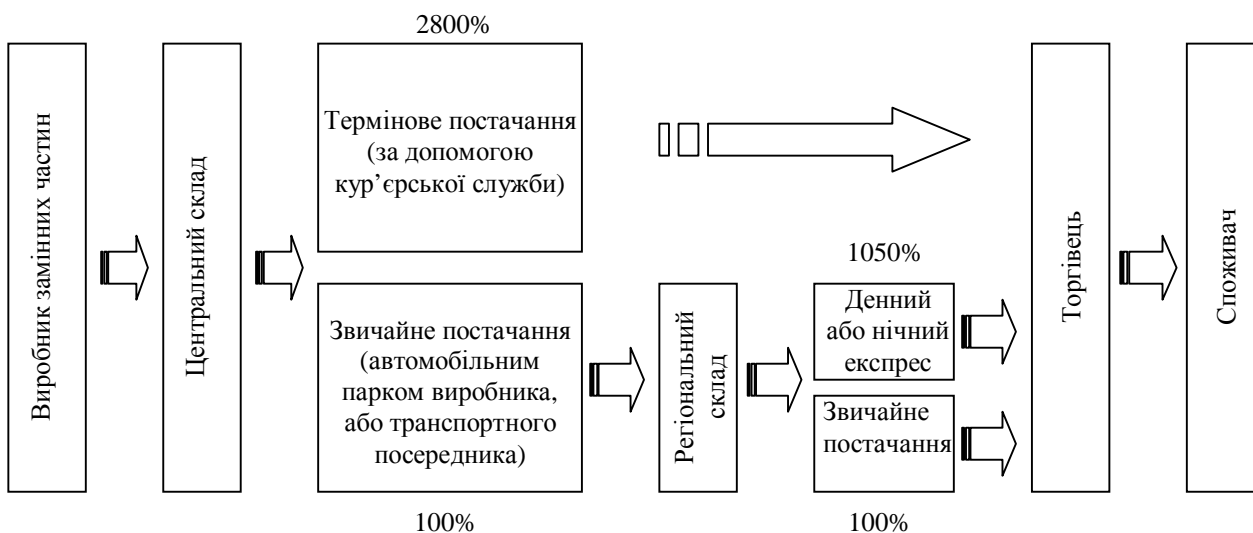 2800%
Виробник замінних частин
Центральний склад
Термінове постачання
(за допомогою
кур’єрської служби)
Звичайне постачання
(автомобільним
парком виробника,
або транспортного
посередника)
100%
Регіональний
склад
1050%
Денний
або нічний
експрес
Звичайне
постачання
100%
Торгівець
Споживач